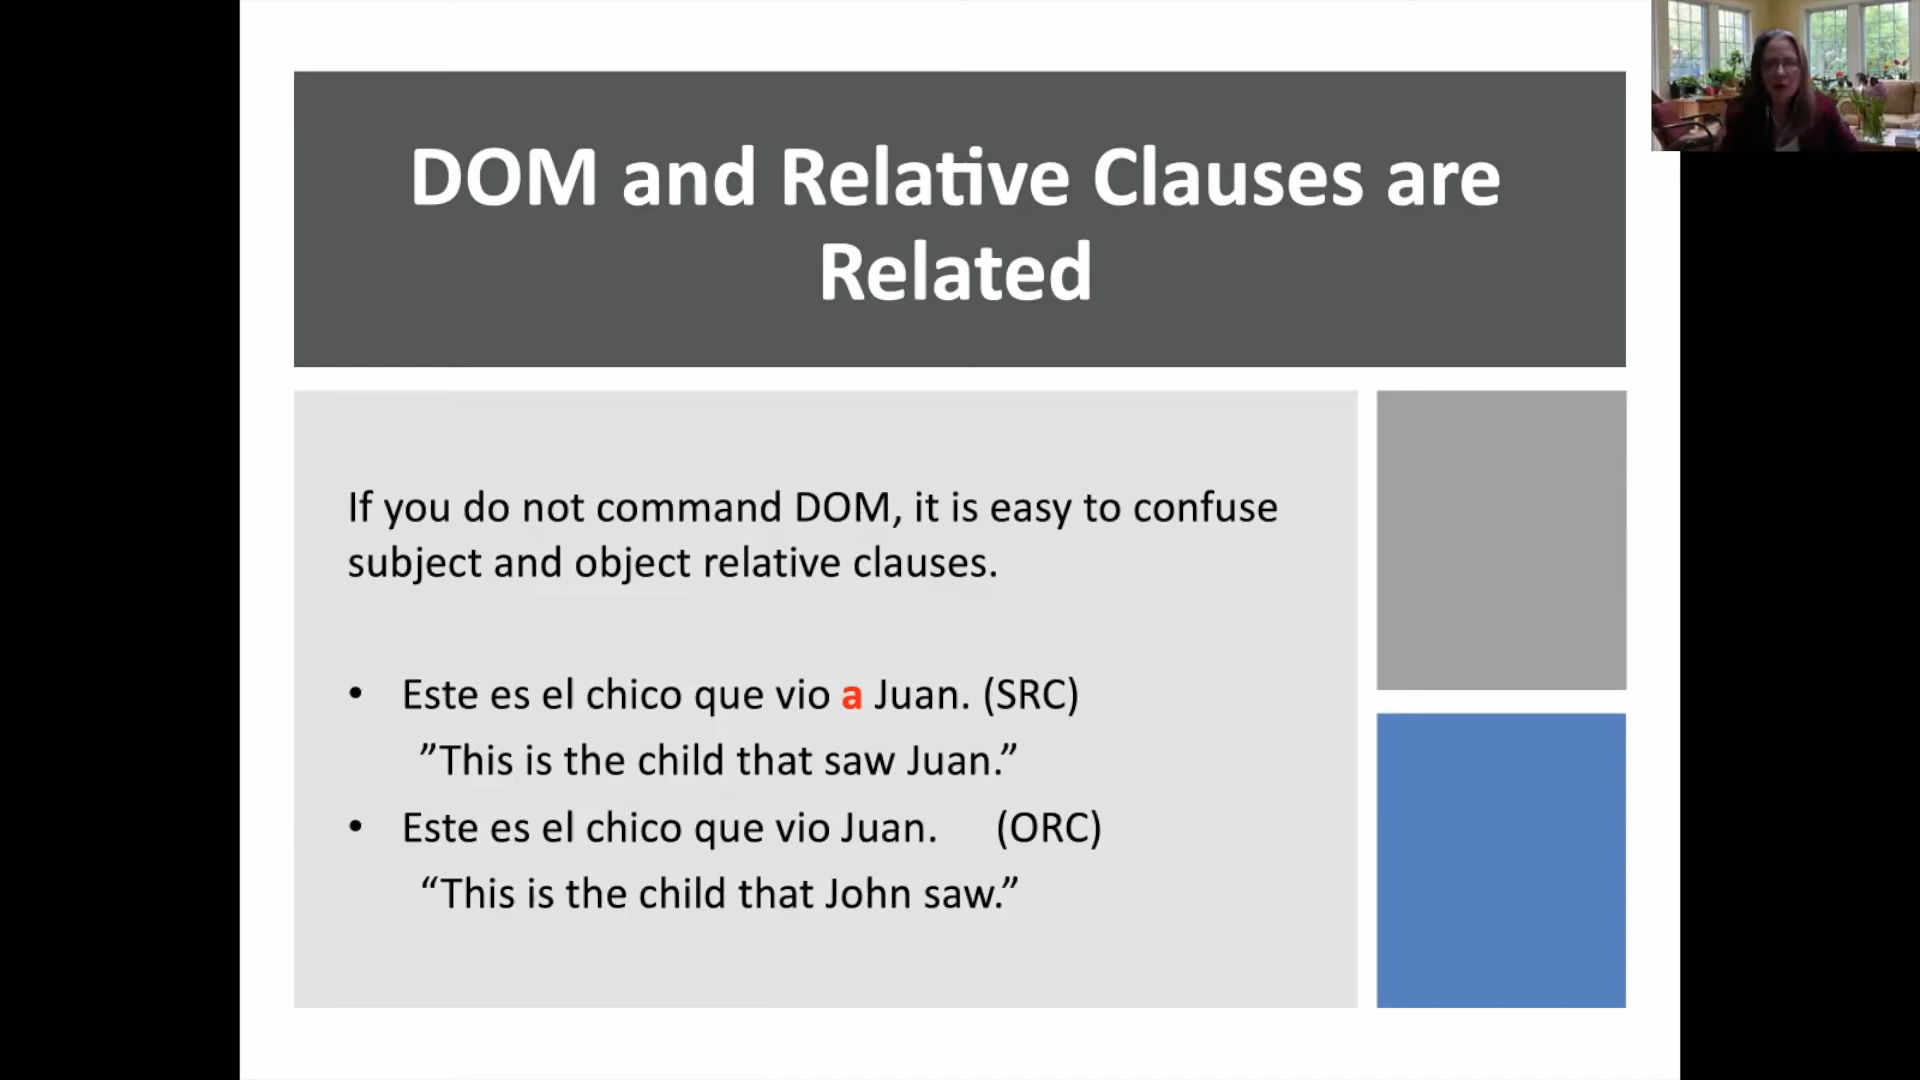 DOM and Relative Clauses are
Related
If you do not command DOM, it is easy to confuse
subject and object relative clauses.
• Este es el chico que vio a Juan. (SRC)
”This is the child that saw Juan.”
• Este es el chico que vio Juan. (ORC)
“This is the child that John saw.”